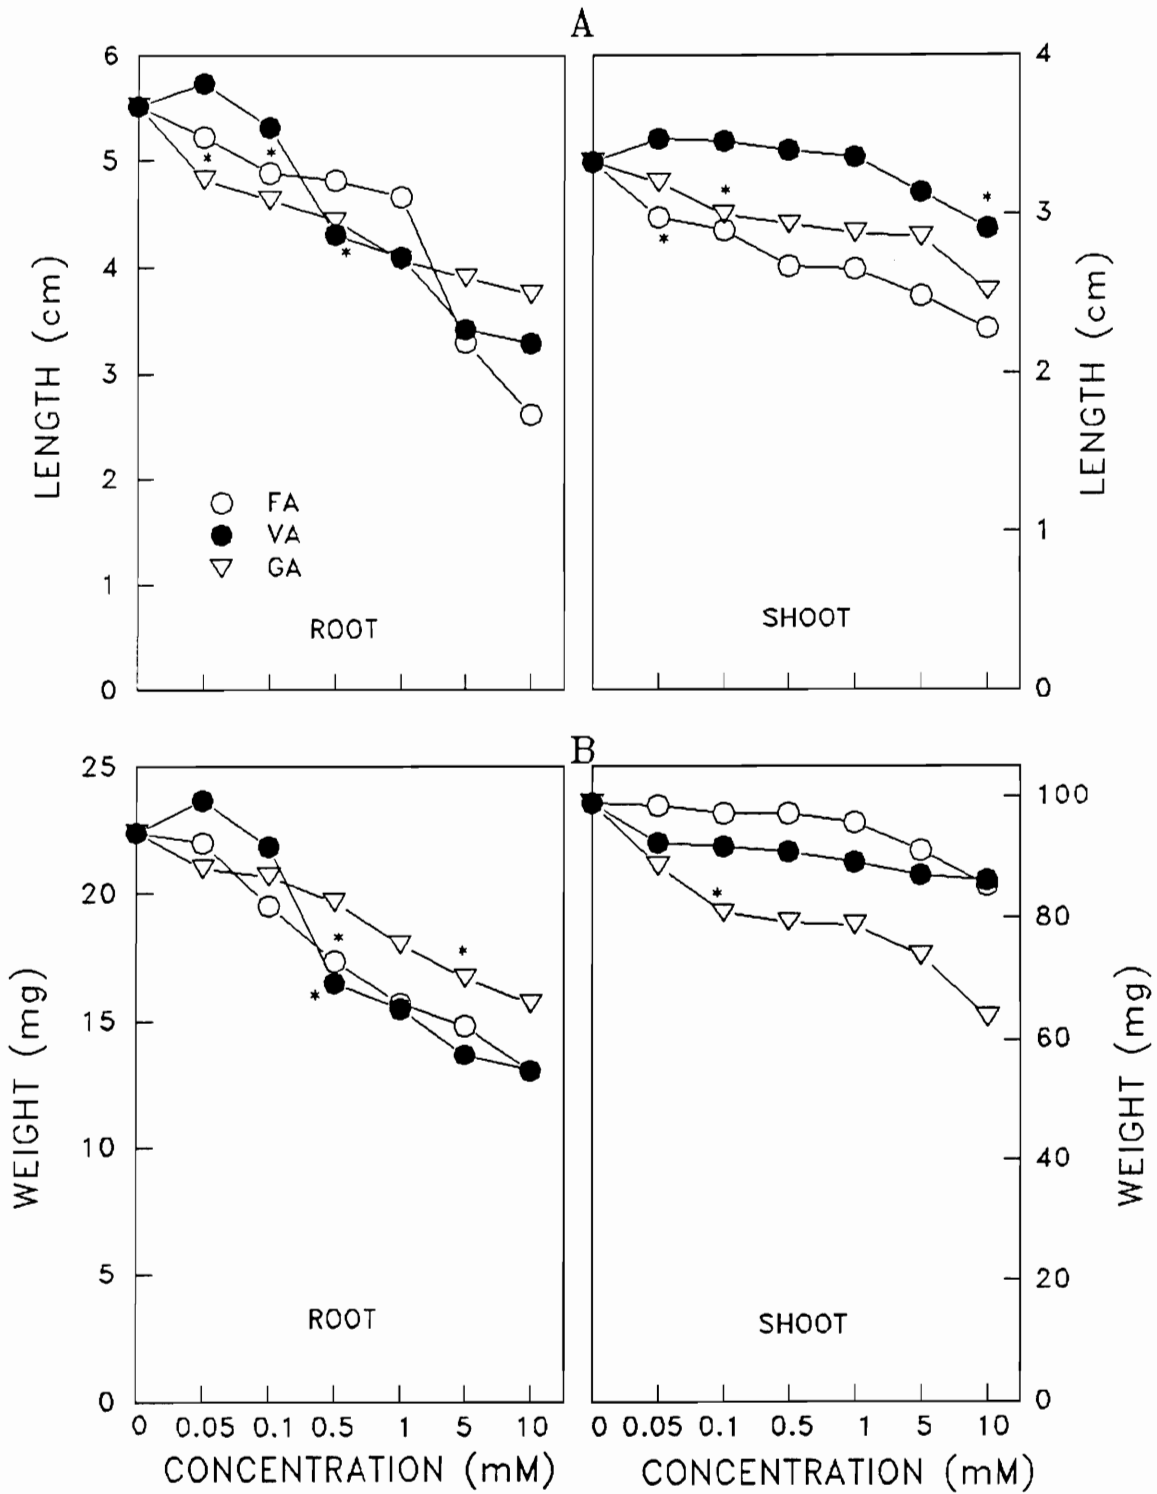 A
6
5
4
3
2
1
0
LENGTH (cm)
FA
VA
GA
ROOT
*
*
*
4
3
2
1
0
LENGTH (cm)
SHOOT
*
*
*
B
25
20
15
10
5
0
WEIGHT (mg)
ROOT
*
*
*
0 0.05 0.1 0.5 1 5 10
CONCENTRATION (mM)
100
80
60
40
20
0
WEIGHT (mg)
SHOOT
*
0 0.05 0.1 0.5 1 5 10
CONCENTRATION (mM)